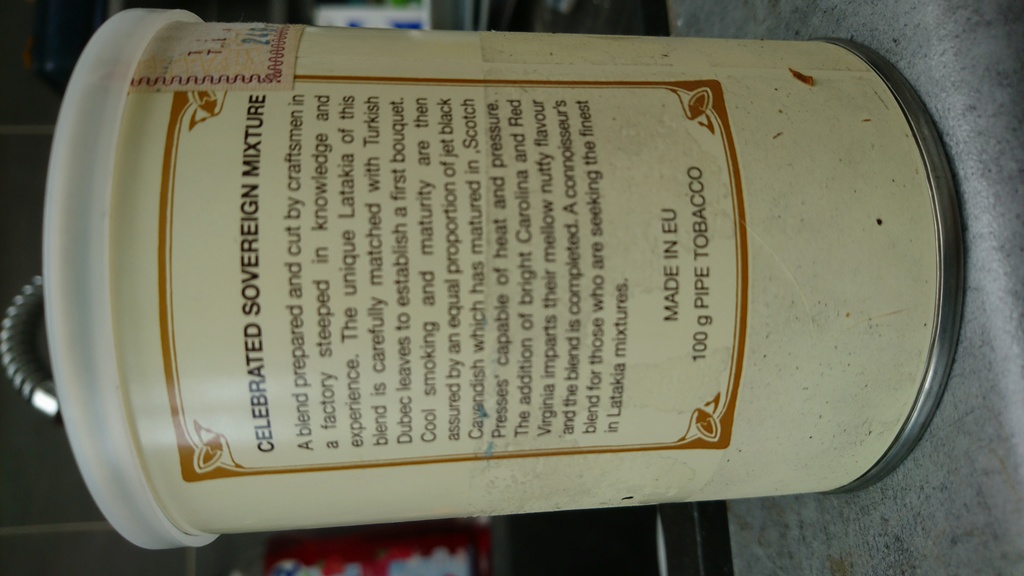 CELEBRATED SOVEREIGN MIXTURE
A blend prepared and cut by craftsmen in
a factory steeped in knowledge and
experience. The unique Latakia of this
blend is carefully matched with Turkish
Dubec leaves to establish a first bouquet.
Cool smoking and maturity are then
assured by an equal proportion of jet black
Cavendish which has matured in Scotch
Presses' capable of heat and pressure.
The addition of bright Carolina and Red
Virginia imparts their mellow nutty flavour
and the blend is completed. A connoisseur's
blend for those who are seeking the finest
in Latakia mixtures.
MADE IN EU
100 g PIPE TOBACCO